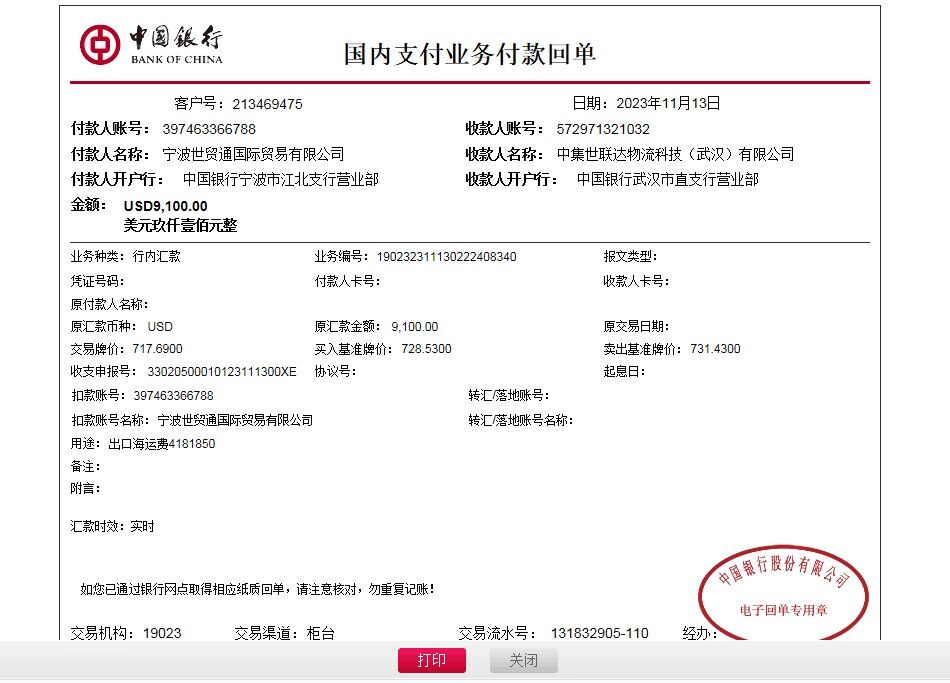 中国银行
BANK OF CHINA
国内支付业务付款回单
客户号：213469475 日期：2023年11月13日
付款人账号：397463366788 收款人账号：572971321032
付款人名称：宁波世贸通国际贸易有限公司 收款人名称：中集世联达物流科技（武汉）有限公司
付款人开户行：中国银行宁波市江北支行营业部 收款人开户行：中国银行武汉市直支行营业部
金额：USD9,100.00
美元玖仟壹佰元整
业务种类：行内汇款 业务编号：190232311130222408340 报文类型：
凭证号码： 付款人卡号： 收款人卡号：
原付款人名称：
原汇款币种：USD 原汇款金额：9,100.00 原交易日期：
交易牌价：717.6900 买入基准牌价：728.5300 卖出基准牌价：731.4300
收支申报号：33020500010123111300XE 协议号： 起息日：
扣款账号：397463366788 转汇/落地账号：
扣款账号名称：宁波世贸通国际贸易有限公司 转汇/落地账号名称：
用途：出口海运费4181850
备注：
附言：
汇款时效：实时
中国银行股份有限公司
如您已通过银行网点取得相应纸质回单，请注意核对，勿重复记账！
电子回单专用章
交易机构：19023 交易渠道：柜台 交易流水号：131832905-110 经办：
打印 关闭